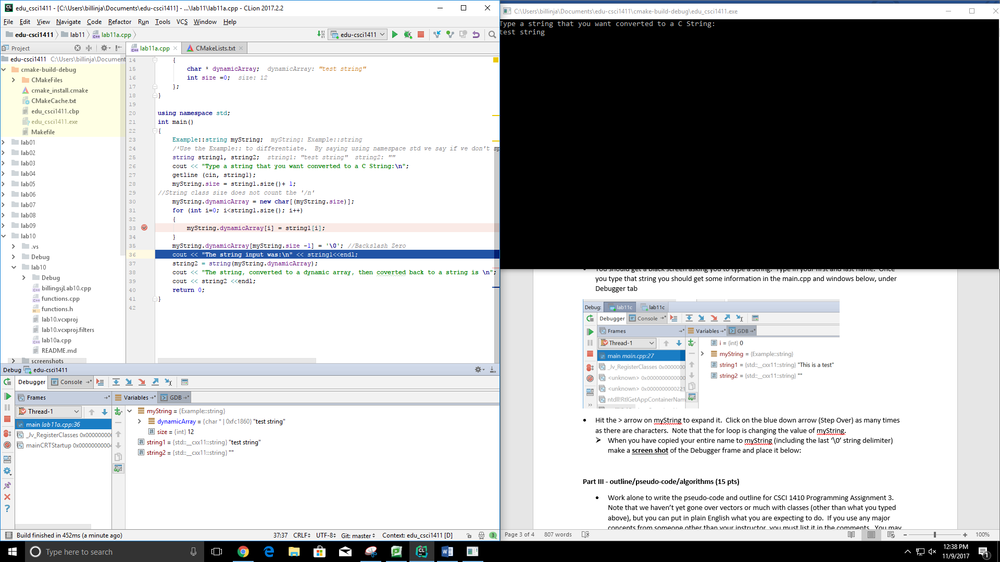 edu_csci1411 - [C:\Users\billinja\Documents\edu-csci1411] - ...\lab11\lab11a.cpp - CLion 2017.2.2
File Edit View Navigate Code Refactor Run Tools VCS Window Help
edu-csci1411 lab11 lab11a.cpp
edu-csci1411
Project
lab11a.cpp
CMakeLists.txt
edu-csci1411 C:\Users\billinja\Document
cmake-build-debug
CMakeFiles
cmake_install.cmake
CMakeCache.txt
edu_csci1411.cbp
edu_csci1411.exe
Makefile
lab01
lab02
lab03
lab04
lab05
lab06
lab07
lab08
lab09
lab10
.vs
Debug
lab10
Debug
billingsjLab10.cpp
functions.cpp
functions.h
lab10.vcxproj
lab10.vcxproj.filters
lab10a.cpp
README.md
screenshots
14 {
15 char * dynamicArray; dynamicArray: "test string"
16 int size =0; size: 12
17 };
18 }
19
20 using namespace std;
21 int main()
22 {
23 Example::string myString; myString: Example::string
24 /*Use the Example:: to differentiate. By saying using namespace std we say if we don't sp
25 string string1, string2; string1: "test string" string2: ""
26 cout << "Type a string that you want converted to a C String:\n";
27 getline (cin, string1);
28 myString.size = string1.size()+ 1;
29 //String class size does not count the '/n'
30 myString.dynamicArray = new char[(myString.size)];
31 for (int i=0; i<string1.size(); i++)
32 {
33 myString.dynamicArray[i] = string1[i];
34 }
35 myString.dynamicArray[myString.size -1] = '\0'; //Backslash Zero
36 cout << "The string input was:\n" << string1<<endl;
37 string2 = string(myString.dynamicArray);
38 cout << "The string, converted to a dynamic array, then coverted back to a string is \n";
39 cout << string2 <<endl;
40 return 0;
41 }
42
Debug edu-csci1411
Debugger Console
Frames
Variables GDB
Thread-1
main lab11a.cpp:36
_Jv_RegisterClasses 0x000000000
mainCRTStartup 0x00000000004
myString = {Example::string}
dynamicArray = {char * | 0xfc1860} "test string"
size = {int} 12
string1 = {std::__cxx11::string} "test string"
string2 = {std::__cxx11::string} ""
Build finished in 452ms (a minute ago)
37:37 CRLF UTF-8 Git: master Context: edu_csci1411 [D]
3
C:\Users\billinja\Documents\edu-csci1411\cmake-build-debug\edu_csci1411.exe
Type a string that you want converted to a C String:
test string
You should get a black screen asking you to type a String. Type in your first and last name. Once
you type that string you should get some information in the main.cpp and windows below, under
Debugger tab
Debug: lab11c lab11c
Debugger Console
Frames
Variables GDB
Thread-1
main main.cpp:27
_Jv_RegisterClasses 0x0000000
<unknown> 0x000000000000
<unknown> 0x0000000000221
ntdll!RtlGetAppContainerNam
i = {int} 0
myString = {Example::string}
string1 = {std::__cxx11::string} "This is a test"
string2 = {std::__cxx11::string} ""
Hit the > arrow on myString to expand it. Click on the blue down arrow (Step Over) as many times
as there are characters. Note that the for loop is changing the value of myString.
When you have copied your entire name to myString (including the last '\0' string delimiter)
make a screen shot of the Debugger frame and place it below:
Part III - outline/pseudo-code/algorithms (15 pts)
Work alone to write the pseudo-code and outline for CSCI 1410 Programming Assignment 3.
Note that we haven't yet gone over vectors or much with classes (other than what you typed
above), but you can put in plain English what you are expecting to do. If you use any major
concepts from someone other than your instructor, you must list it in the comments. You may
Page 3 of 4 807 words
100%
Type here to search
12:38 PM
11/9/2017
1